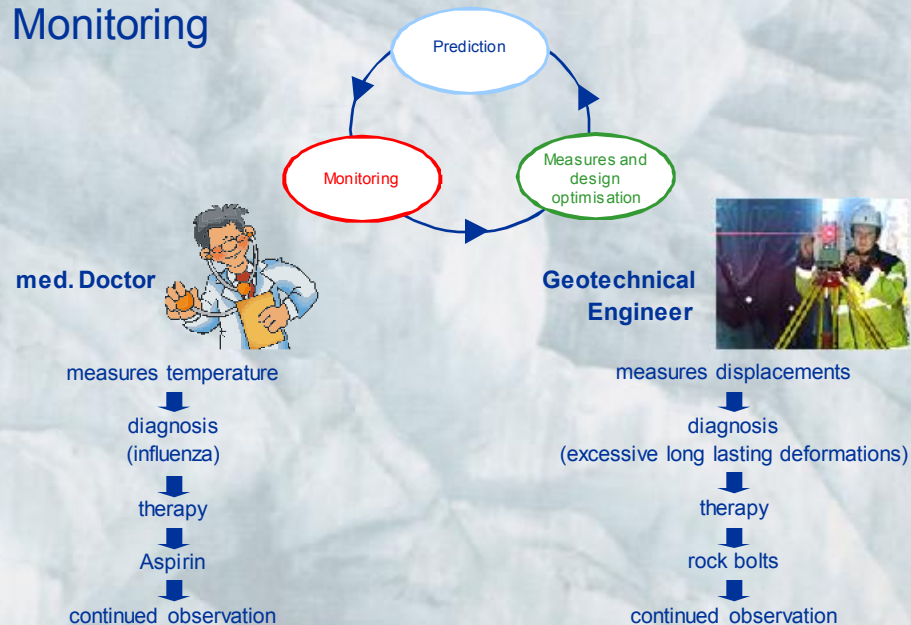 Monitoring
Prediction
Monitoring
Measures and
design
optimisation
med. Doctor
measures temperature
diagnosis
(influenza)
therapy
Aspirin
continued observation
Geotechnical
Engineer
measures displacements
diagnosis
(excessive long lasting deformations)
therapy
rock bolts
continued observation